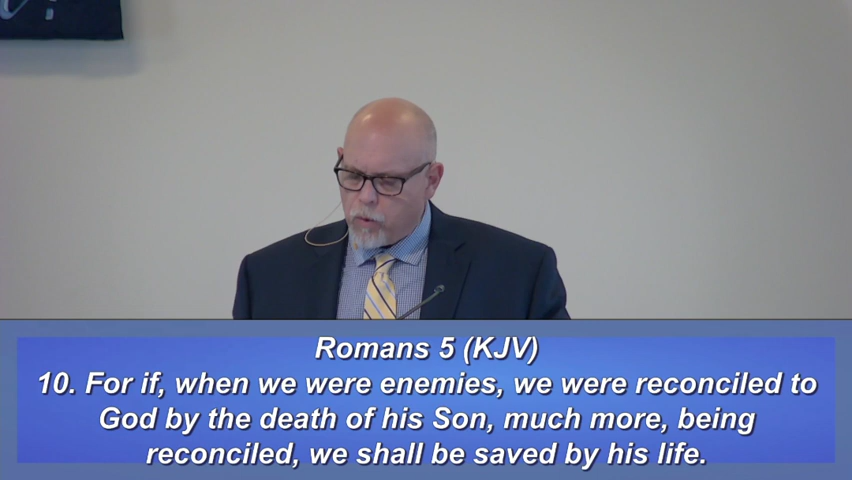 Romans 5 (KJV)
10. For if, when we were enemies, we were reconciled to
God by the death of his Son, much more, being
reconciled, we shall be saved by his life.